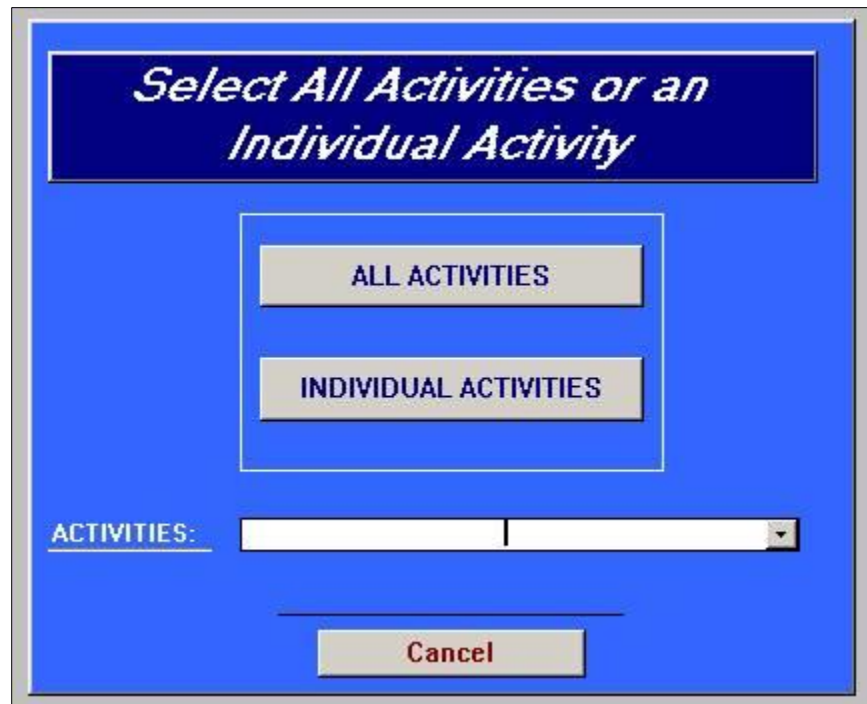 Select All Activities or an
Individual Activity
ALL ACTIVITIES
INDIVIDUAL ACTIVITIES
ACTIVITIES:
Cancel